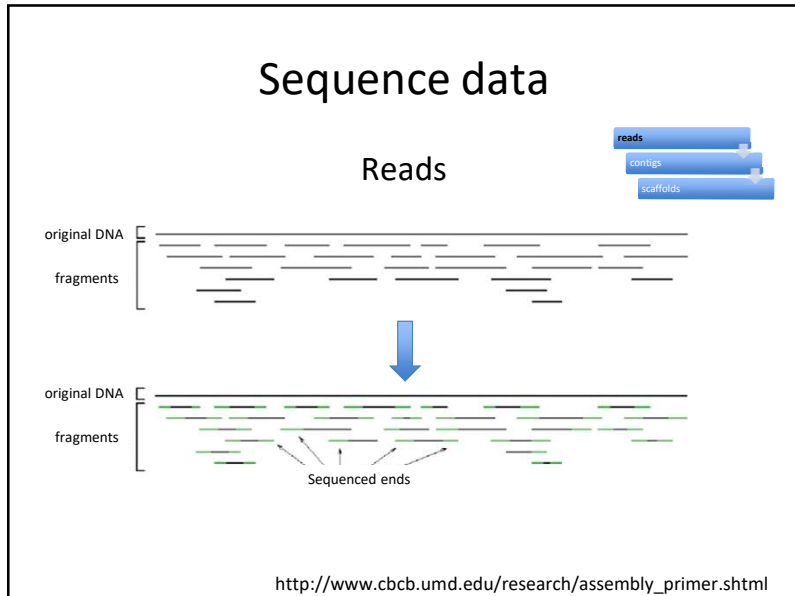 Sequence data
Reads
reads
contigs
scaffolds
original DNA
fragments
original DNA
fragments
Sequenced ends
http://www.cbcb.umd.edu/research/assembly_primer.shtml